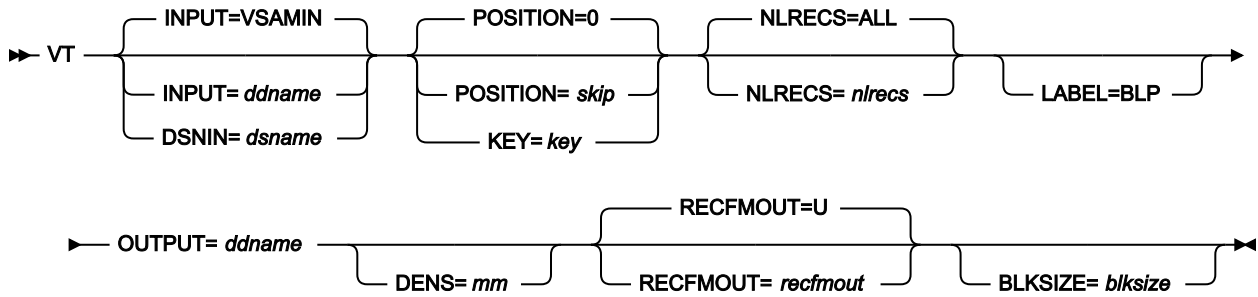 INPUT=VSAMIN POSITION=0 NLRECS=ALL
VT
INPUT= ddname POSITION= skip NLRECS= nlrecs LABEL=BLP
DSNIN= dsname KEY= key
RECFMOUT=U
OUTPUT= ddname
DENS= mm RECFMOUT= recfmout BLKSIZE= blksize